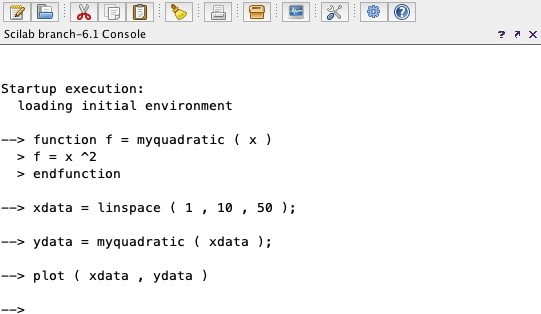 Scilab branch-6.1 Console
Startup execution:
  loading initial environment
--> function f = myquadratic ( x )
  > f = x ^2
  > endfunction
--> xdata = linspace ( 1 , 10 , 50 );
--> ydata = myquadratic ( xdata );
--> plot ( xdata , ydata )
-->